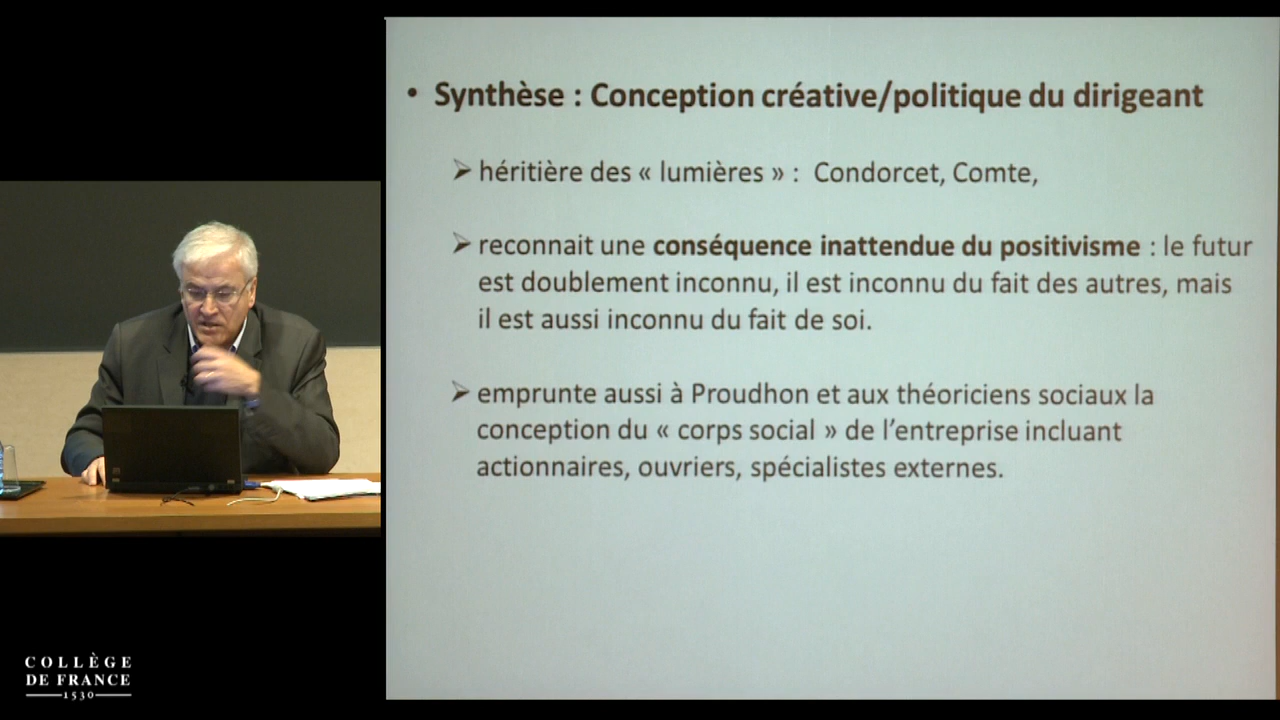 • Synthèse : Conception créative/politique du dirigeant
➢ héritière des « lumières » : Condorcet, Comte,
➢ reconnait une conséquence inattendue du positivisme : le futur
est doublement inconnu, il est inconnu du fait des autres, mais
il est aussi inconnu du fait de soi.
➢ emprunte aussi à Proudhon et aux théoriciens sociaux la
conception du « corps social » de l'entreprise incluant
actionnaires, ouvriers, spécialistes externes.
COLLÈGE
DE FRANCE
1530